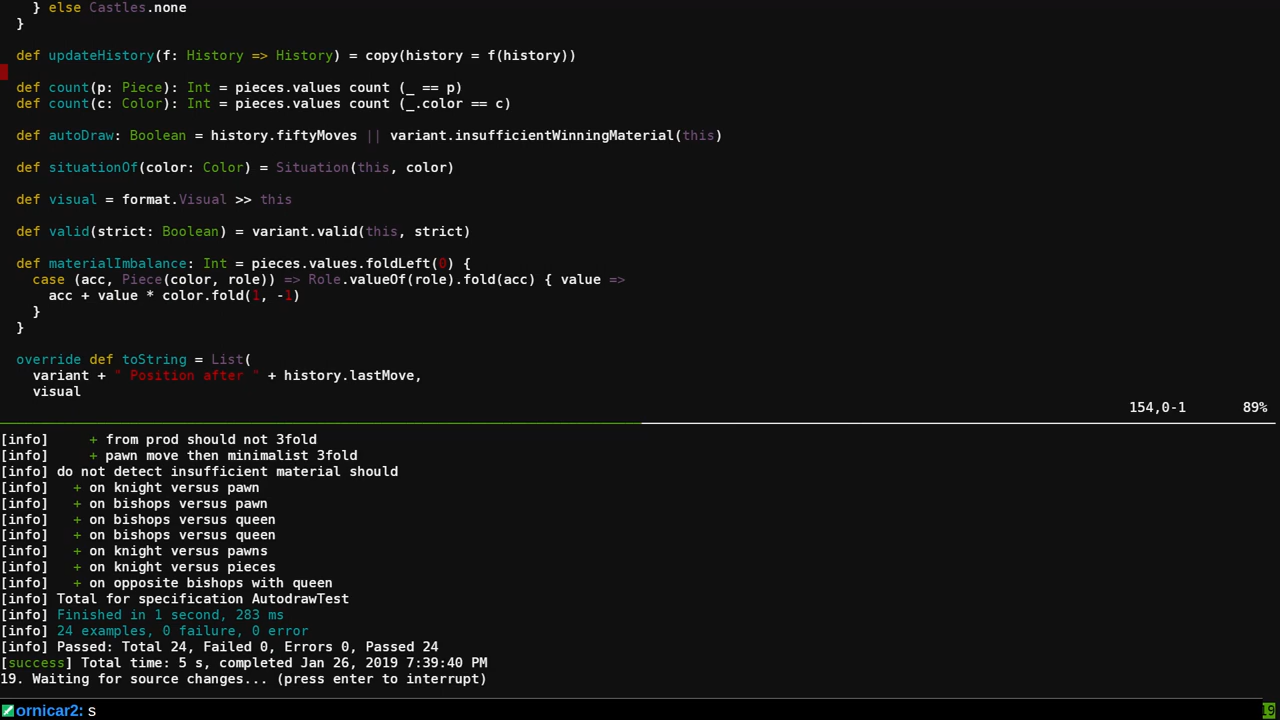 } else Castles.none
}

def updateHistory(f: History => History) = copy(history = f(history))

def count(p: Piece): Int = pieces.values count (_ == p)
def count(c: Color): Int = pieces.values count (_.color == c)

def autoDraw: Boolean = history.fiftyMoves || variant.insufficientWinningMaterial(this)

def situationOf(color: Color) = Situation(this, color)

def visual = format.Visual >> this

def valid(strict: Boolean) = variant.valid(this, strict)

def materialImbalance: Int = pieces.values.foldLeft(0) {
  case (acc, Piece(color, role)) => Role.valueOf(role).fold(acc) { value =>
    acc + value * color.fold(1, -1)
  }
}

override def toString = List(
  variant + " Position after " + history.lastMove,
  visual
154,0-1 89%
[info]     + from prod should not 3fold
[info]     + pawn move then minimalist 3fold
[info] do not detect insufficient material should
[info]   + on knight versus pawn
[info]   + on bishops versus pawn
[info]   + on bishops versus queen
[info]   + on bishops versus queen
[info]   + on knight versus pawns
[info]   + on knight versus pieces
[info]   + on opposite bishops with queen
[info] Total for specification AutodrawTest
[info] Finished in 1 second, 283 ms
[info] 24 examples, 0 failure, 0 error
[info] Passed: Total 24, Failed 0, Errors 0, Passed 24
[success] Total time: 5 s, completed Jan 26, 2019 7:39:40 PM
19. Waiting for source changes... (press enter to interrupt)
ornicar2: s
19